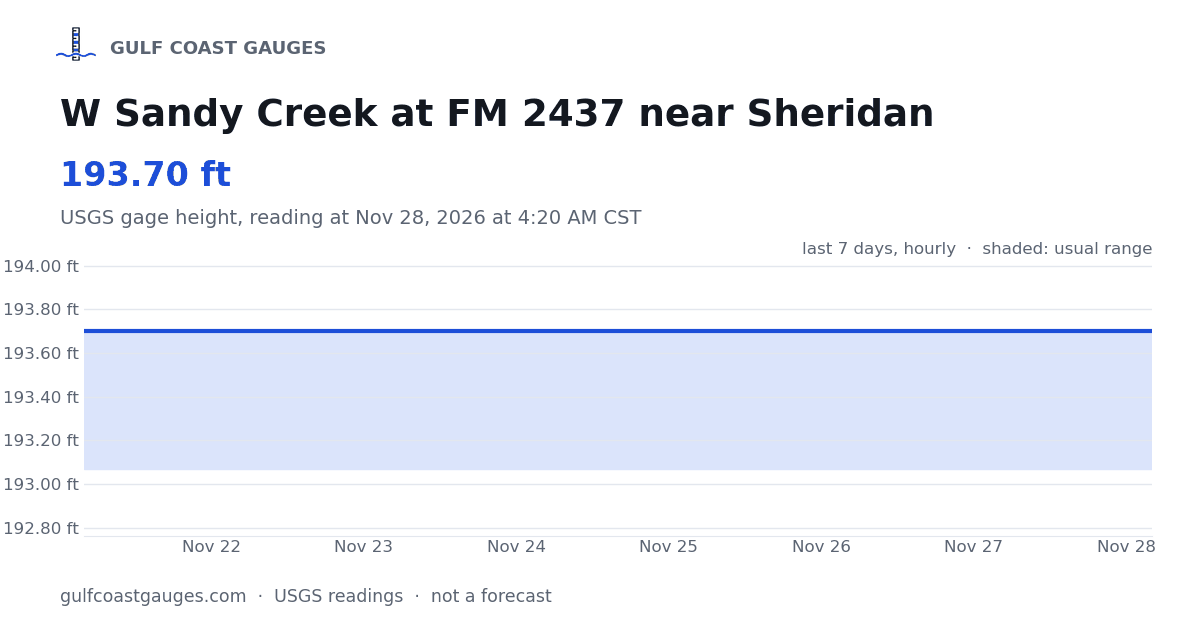 GULF COAST GAUGES
W Sandy Creek at FM 2437 near Sheridan
193.70 ft
USGS gage height, reading at Nov 28, 2026 at 4:20 AM CST
last 7 days, hourly · shaded: usual range
194.00 ft
193.80 ft
193.60 ft
193.40 ft
193.20 ft
193.00 ft
192.80 ft
Nov 22 Nov 23 Nov 24 Nov 25 Nov 26 Nov 27 Nov 28
gulfcoastgauges.com · USGS readings · not a forecast